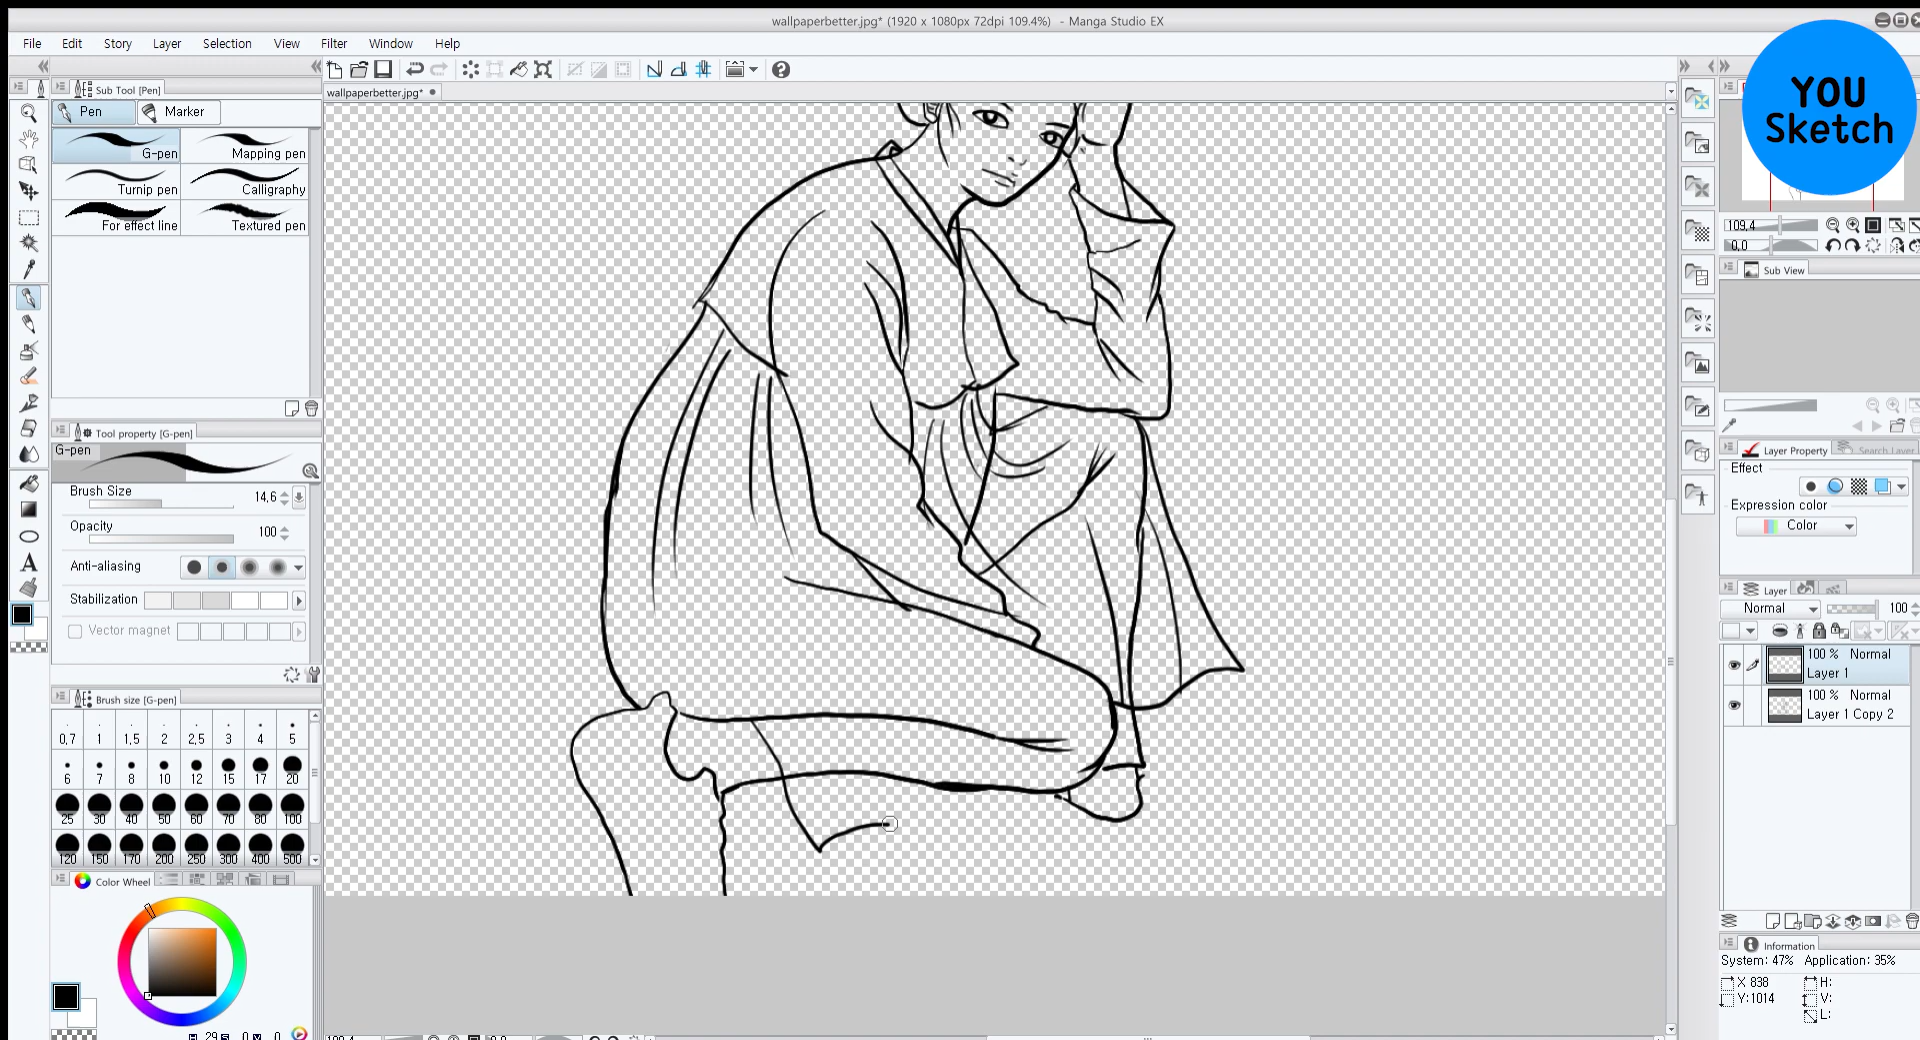 wallpaperbetter.jpg* (1920 x 1080px 72dpi 109.4%) - Manga Studio EX
File Edit Story Layer Selection View Filter Window Help
YOU
Sketch
Sub Tool [Pen]
wallpaperbetter.jpg*
Pen Marker
G-pen Mapping pen
Turnip pen Calligraphy
For effect line Textured pen
Tool property [G-pen]
G-pen
Brush Size 14,6
Opacity 100
Anti-aliasing
Stabilization
Vector magnet
Brush size [G-pen]
0,7 1 1,5 2 2,5 3 4 5
6 7 8 10 12 15 17 20
25 30 40 50 60 70 80 100
120 150 170 200 250 300 400 500
Color Wheel
109,4
0,0
Sub View
Layer Property Search Layer
Effect
Expression color
Color
Layer
Normal 100
100 % Normal
Layer 1
100 % Normal
Layer 1 Copy 2
Information
System: 47% Application: 35%
X 838 H:
Y:1014 V:
L: